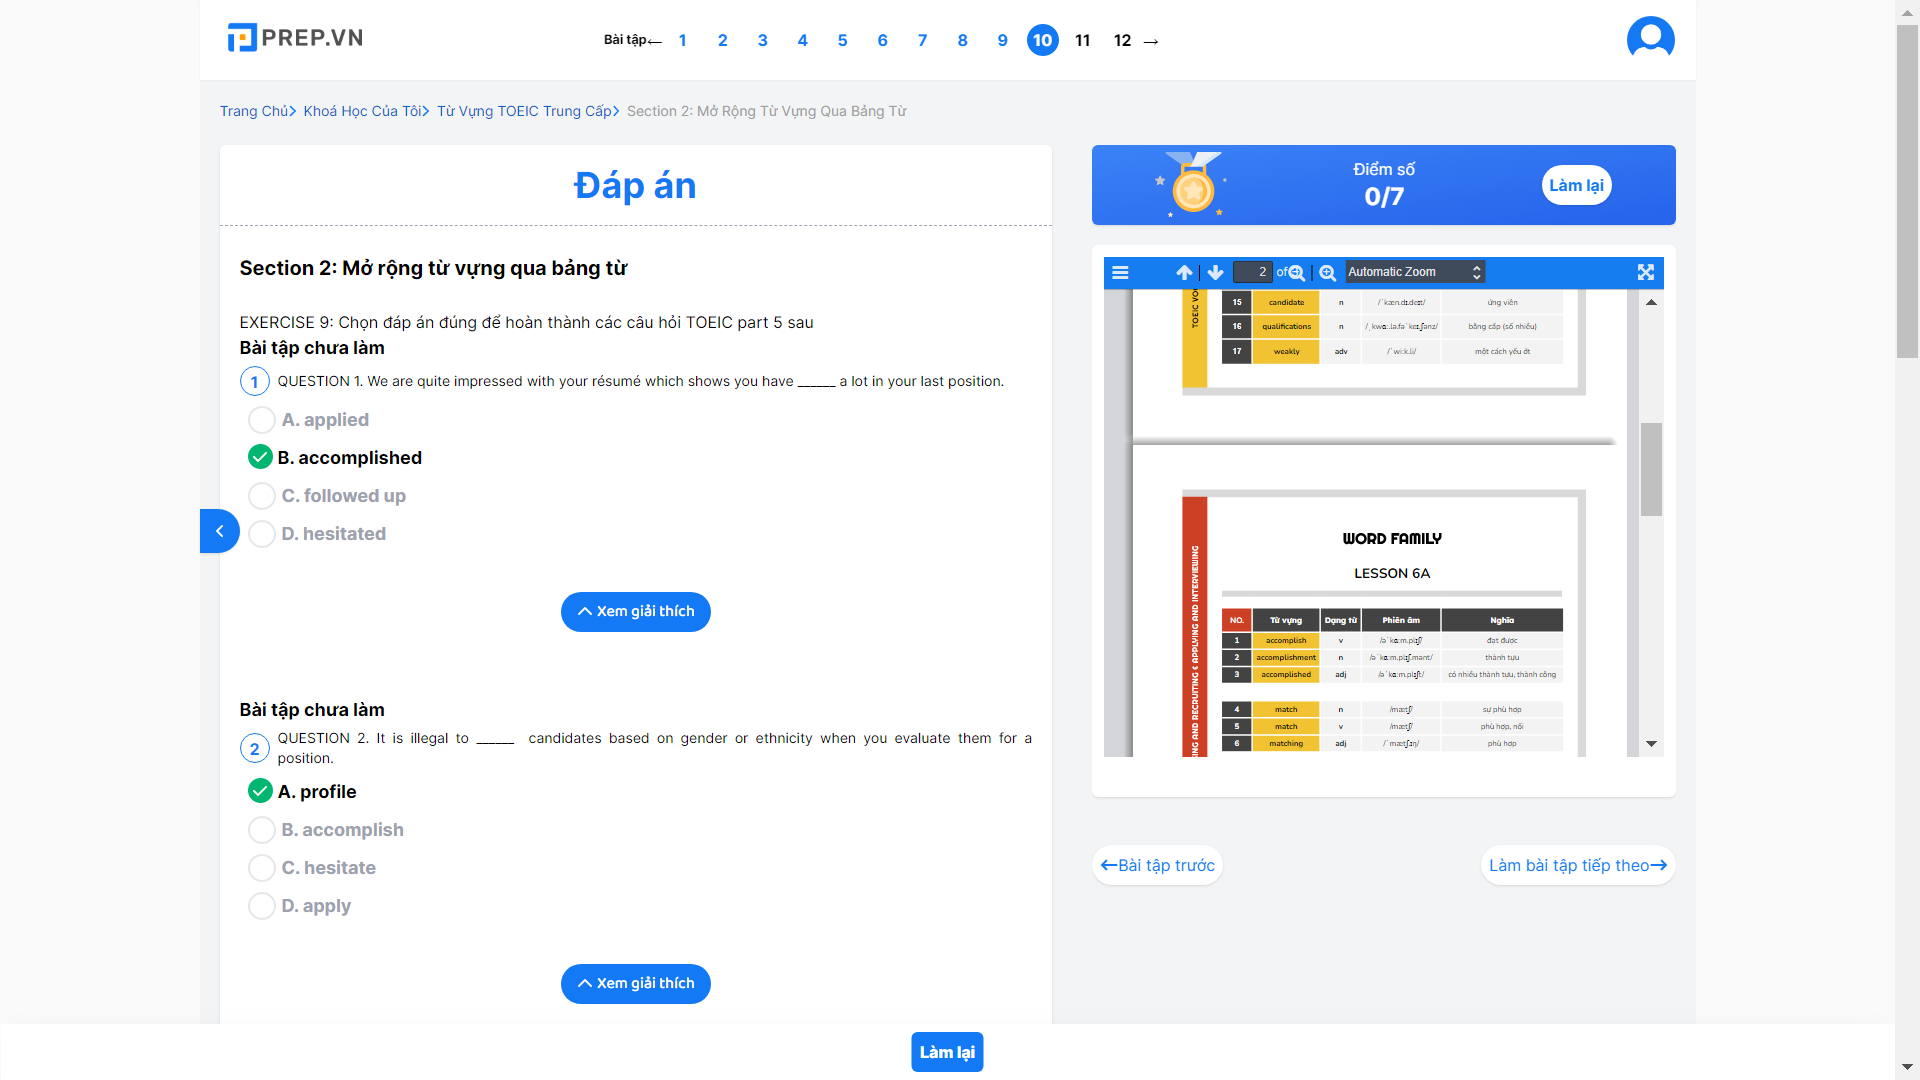 PREP.VN
Bài tập← 1 2 3 4 5 6 7 8 9 10 11 12 →
Trang Chủ> Khoá Học Của Tôi> Từ Vựng TOEIC Trung Cấp> Section 2: Mở Rộng Từ Vựng Qua Bảng Từ
Đáp án
Section 2: Mở rộng từ vựng qua bảng từ
EXERCISE 9: Chọn đáp án đúng để hoàn thành các câu hỏi TOEIC part 5 sau
Bài tập chưa làm
1 QUESTION 1. We are quite impressed with your résumé which shows you have ______ a lot in your last position.
A. applied
B. accomplished
C. followed up
D. hesitated
Xem giải thích
Bài tập chưa làm
2 QUESTION 2. It is illegal to ______ candidates based on gender or ethnicity when you evaluate them for a
position.
A. profile
B. accomplish
C. hesitate
D. apply
Xem giải thích
Điểm số
0/7
Làm lại
2 of Automatic Zoom
TOEIC VO
15 candidate n /ˈkæn.dɪ.deɪt/ ứng viên
16 qualifications n /ˌkwɑː.lə.fəˈkeɪ.ʃənz/ bằng cấp (số nhiều)
17 weakly adv /ˈwiːk.li/ một cách yếu ớt
ING AND RECRUITING & APPLYING AND INTERVIEWING
WORD FAMILY
LESSON 6A
NO. Từ vựng Dạng từ Phiên âm Nghĩa
1 accomplish v /əˈkɑːm.plɪʃ/ đạt được
2 accomplishment n /əˈkɑːm.plɪʃ.mənt/ thành tựu
3 accomplished adj /əˈkɑːm.plɪʃt/ có nhiều thành tựu, thành công
4 match n /mætʃ/ sự phù hợp
5 match v /mætʃ/ phù hợp, nối
6 matching adj /ˈmætʃɪŋ/ phù hợp
←Bài tập trước
Làm bài tập tiếp theo→
Làm lại